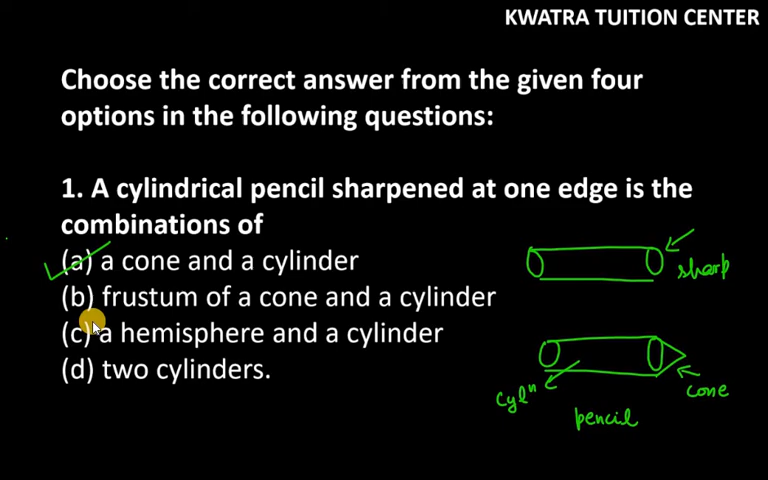 KWATRA TUITION CENTER
Choose the correct answer from the given four
options in the following questions:
1. A cylindrical pencil sharpened at one edge is the
combinations of
(a) a cone and a cylinder
(b) frustum of a cone and a cylinder
(c) a hemisphere and a cylinder
(d) two cylinders.
sharp
cylⁿ
cone
pencil